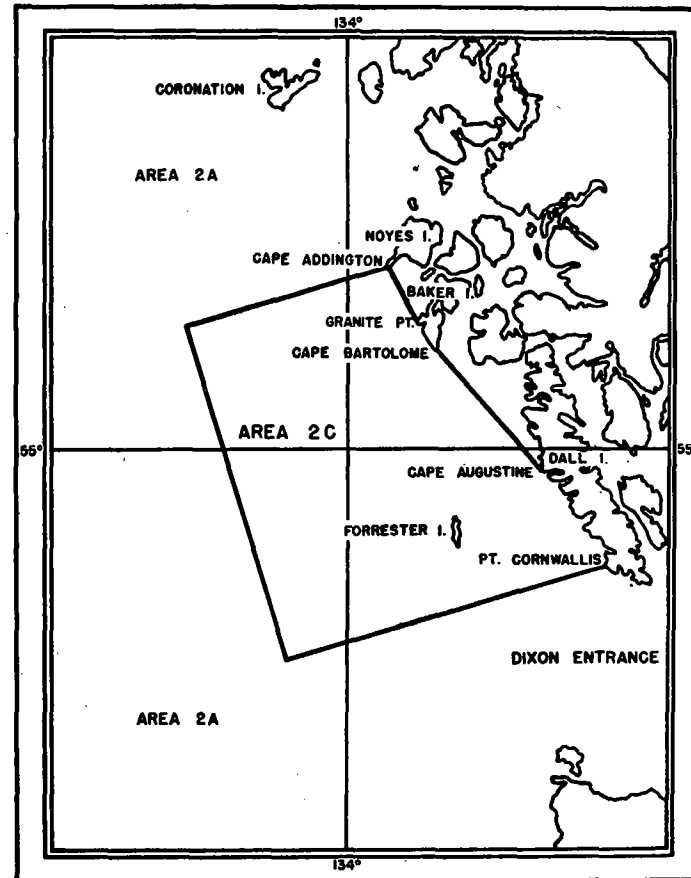 134°
CORONATION I.
AREA 2A
NOYES I.
CAPE ADDINGTON
BAKER I.
GRANITE PT.
CAPE BARTOLOME
AREA 2C
55°
55
DALL I.
CAPE AUGUSTINE
FORRESTER I.
PT. CORNWALLIS
DIXON ENTRANCE
AREA 2A
134°